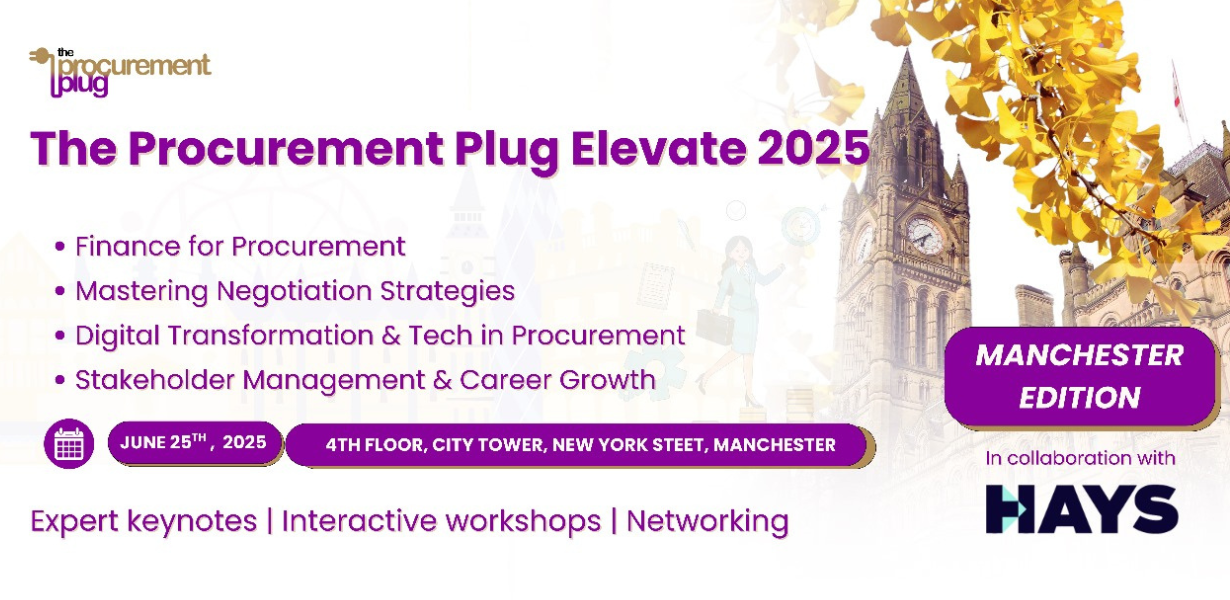 the
procurement
plug
The Procurement Plug Elevate 2025
• Finance for Procurement
• Mastering Negotiation Strategies
• Digital Transformation & Tech in Procurement
• Stakeholder Management & Career Growth
JUNE 25TH , 2025
4TH FLOOR, CITY TOWER, NEW YORK STEET, MANCHESTER
Expert keynotes | Interactive workshops | Networking
MANCHESTER
EDITION
In collaboration with
HAYS